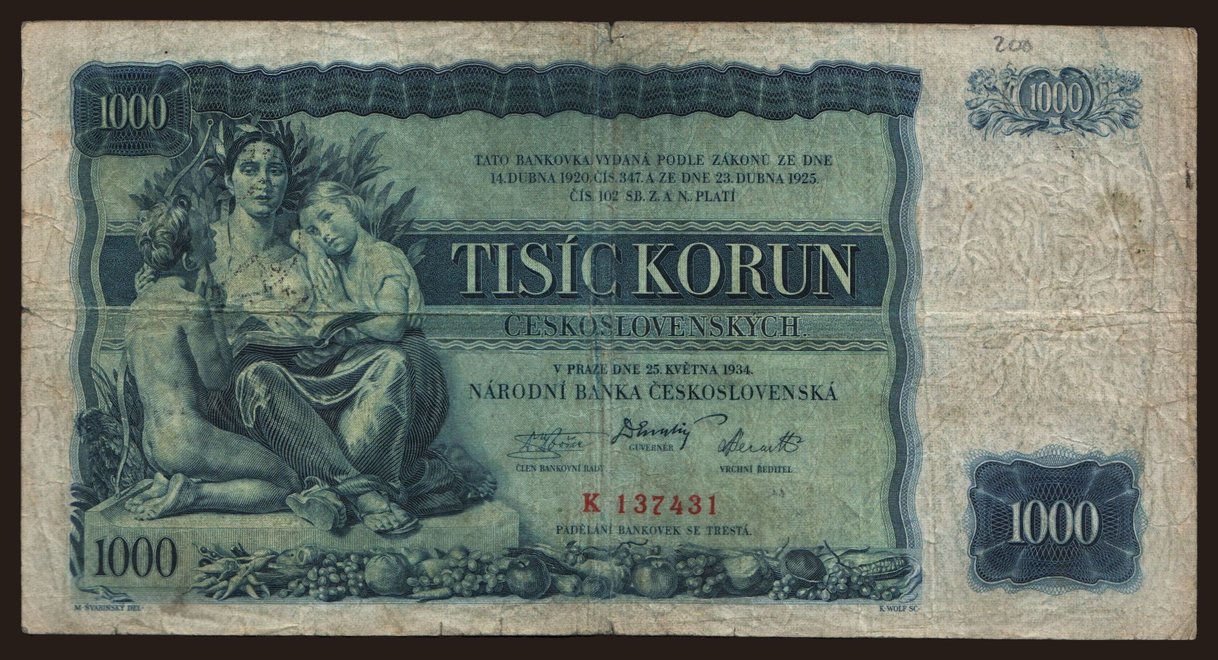 200
1000
1000
TATO BANKOVKA VYDANÁ PODLE ZÁKONŮ ZE DNE
14. DUBNA 1920, ČÍS. 347. A ZE DNE 23. DUBNA 1925.
ČÍS. 102 SB. Z. A N. PLATÍ
TISÍC KORUN
ČESKOSLOVENSKÝCH.
V PRAZE DNE 25. KVĚTNA 1934.
NÁRODNÍ BANKA ČESKOSLOVENSKÁ
ČLEN BANKOVNÍ RADY
GUVERNÉR
VRCHNÍ ŘEDITEL
K 137431
PADĚLÁNÍ BANKOVEK SE TRESTÁ.
1000
1000
M. ŠVABINSKÝ DEL.
K. WOLF SC.